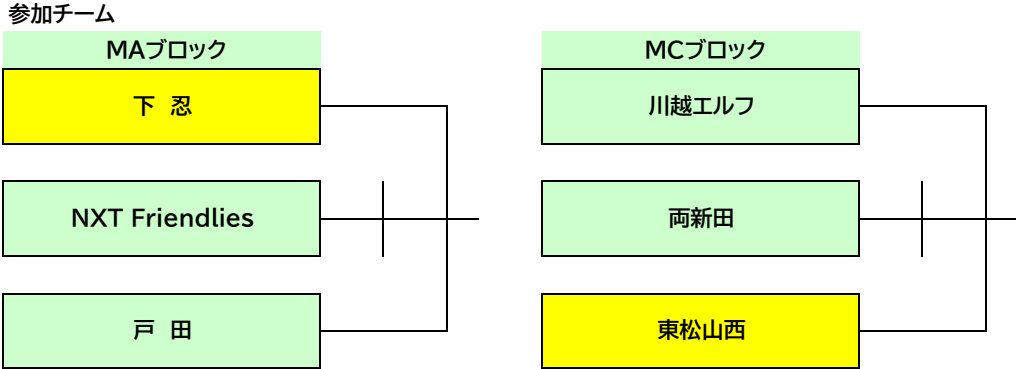 参加チーム
MAブロック
下 忍
NXT Friendlies
戸 田
MCブロック
川越エルフ
両新田
東松山西